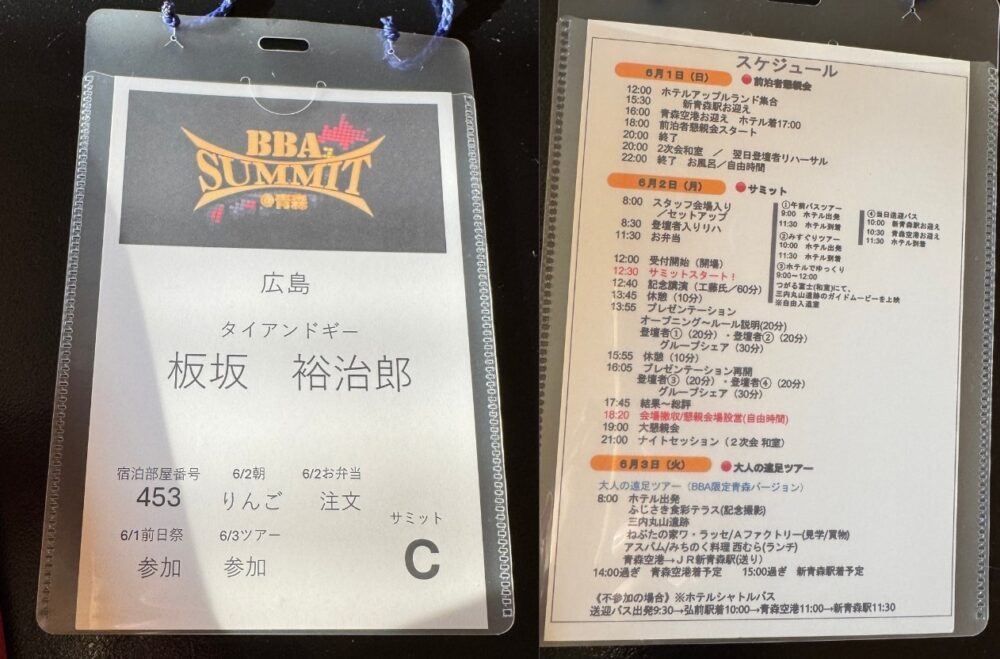 BBA
SUMMIT
@青森
広島
タイアンドギー
板坂　裕治郎
宿泊部屋番号　6/2朝　6/2お弁当
453　りんご　注文
6/1前日祭　6/3ツアー　サミット
参加　参加　C
スケジュール
6月1日（日）　前泊者懇親会
12:00　ホテルアップルランド集合
15:30　新青森駅お迎え
16:00　青森空港お迎え　ホテル着17:00
18:00　前泊者懇親会スタート
20:00　終了
20:00　2次会和室　／　翌日登壇者リハーサル
22:00　終了　お風呂／自由時間
6月2日（月）　サミット
8:00　スタッフ会場入り
／セットアップ
8:30　登壇者入りリハ
11:30　お弁当
12:00　受付開始（開場）
12:30　サミットスタート！
12:40　記念講演（工藤氏／60分）
13:45　休憩（10分）
13:55　プレゼンテーション
オープニング〜ルール説明(20分)
登壇者①（20分）・登壇者②（20分）
グループシェア（30分）
15:55　休憩（10分）
16:05　プレゼンテーション再開
登壇者③（20分）・登壇者④（20分）
グループシェア（30分）
17:45　結果〜総評
18:20　会場撤収/懇親会場設営(自由時間)
19:00　大懇親会
21:00　ナイトセッション（２次会 和室）
①午前バスツアー
9:00　ホテル出発
11:30　ホテル到着
②みすぐりツアー
10:00　ホテル出発
11:30　ホテル到着
③ホテルでゆっくり
9:00~12:00
つがる富士(和室)にて、
三内丸山遺跡のガイドムービーを上映
※自由入退室
④当日送迎バス
10:00　新青森駅お迎え
10:30　青森空港お迎え
11:30　ホテル到着
6月3日（火）　大人の遠足ツアー
大人の遠足ツアー（BBA限定青森バージョン）
8:00　ホテル出発
ふじさき食彩テラス(記念撮影)
三内丸山遺跡
ねぶたの家ワ・ラッセ/Ａファクトリー(見学/買物)
アスパム/みちのく料理 西むら(ランチ)
青森空港→ＪＲ新青森駅(送り)
14:00過ぎ　青森空港着予定　15:00過ぎ　新青森駅着予定
《不参加の場合》※ホテルシャトルバス
送迎バス出発9:30→弘前駅着10:00→青森空港11:00→新青森駅11:30